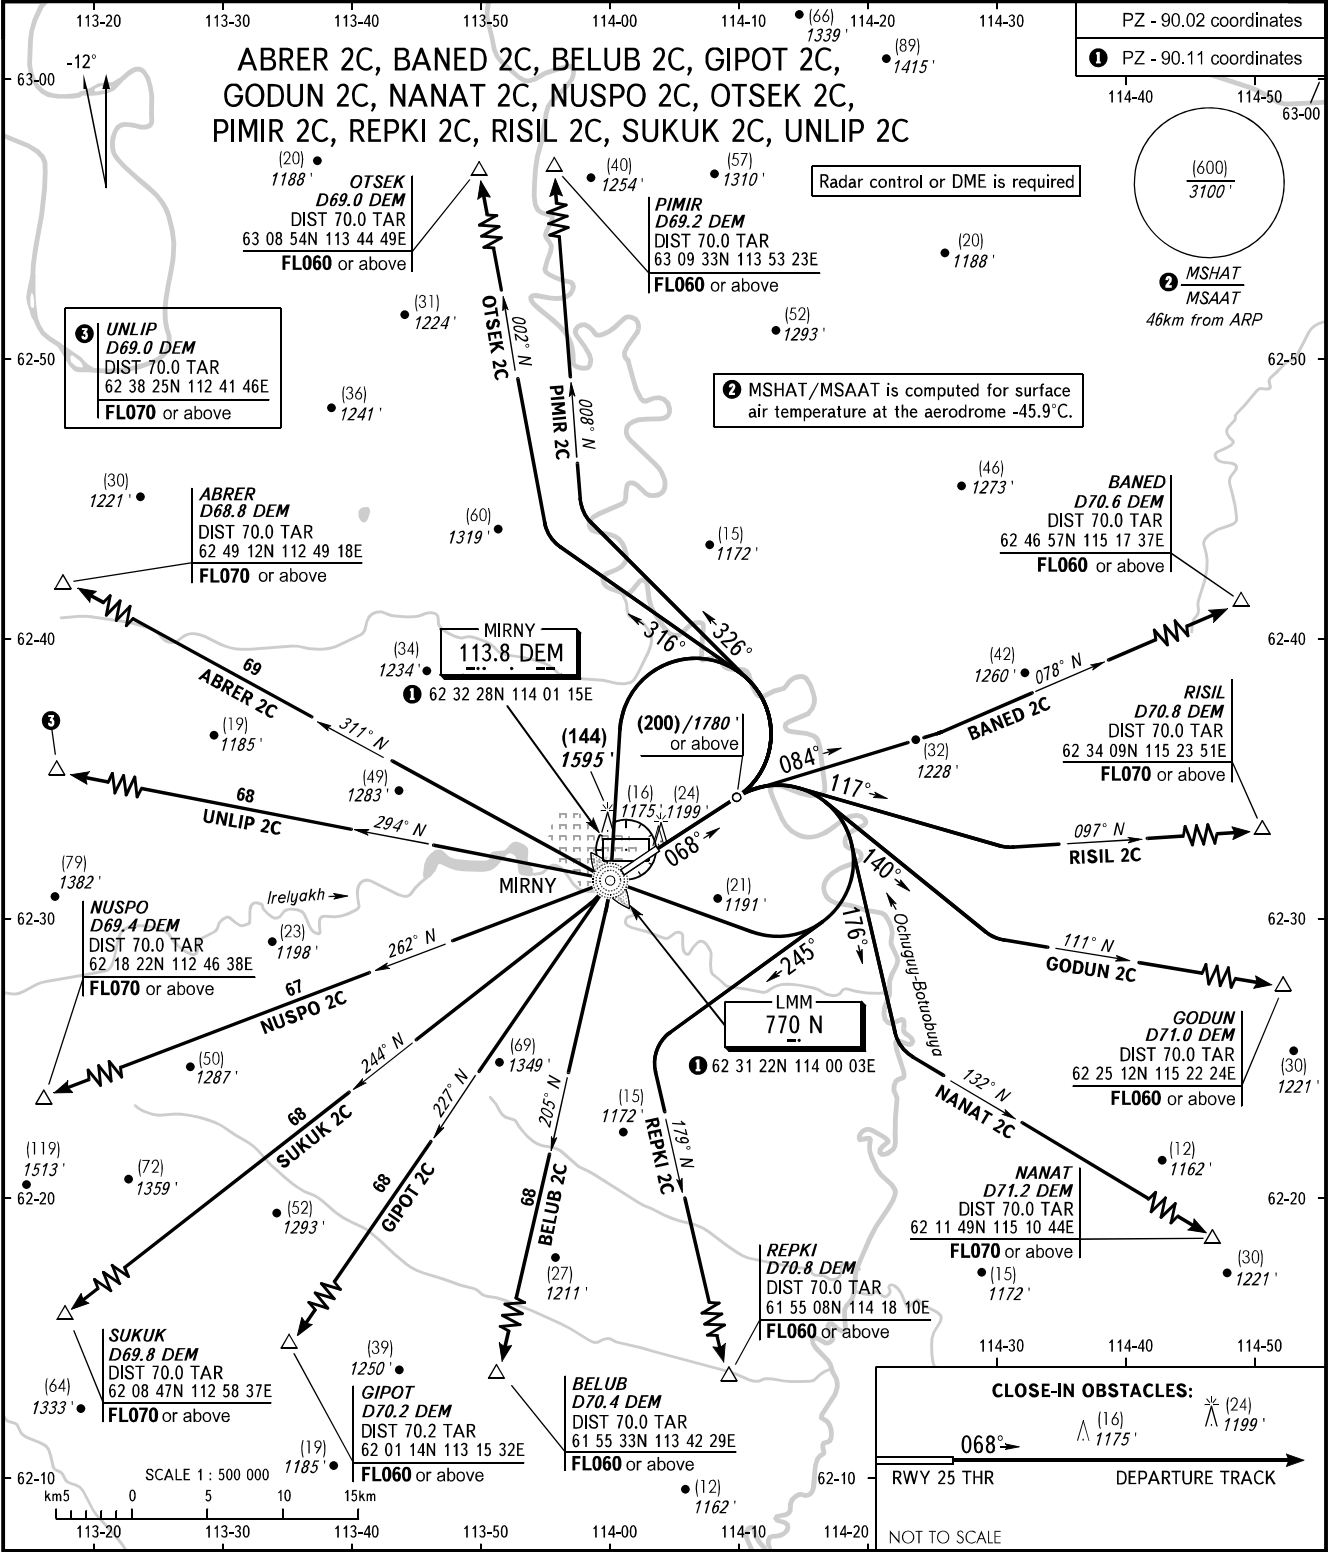 113-20 113-30 113-40 113-50 114-00 114-10 114-20 114-30
PZ - 90.02 coordinates
1 PZ - 90.11 coordinates
114-40 114-50
63-00
63-00
-12°
ABRER 2C, BANED 2C, BELUB 2C, GIPOT 2C,
GODUN 2C, NANAT 2C, NUSPO 2C, OTSEK 2C,
PIMIR 2C, REPKI 2C, RISIL 2C, SUKUK 2C, UNLIP 2C
(66)
1339'
(89)
1415'
(20)
1188'
(40)
1254'
(57)
1310'
Radar control or DME is required
(600)
3100'
2 MSHAT
MSAAT
46km from ARP
OTSEK
D69.0 DEM
DIST 70.0 TAR
63 08 54N 113 44 49E
FL060 or above
PIMIR
D69.2 DEM
DIST 70.0 TAR
63 09 33N 113 53 23E
FL060 or above
(20)
1188'
(31)
1224'
(52)
1293'
3 UNLIP
D69.0 DEM
DIST 70.0 TAR
62 38 25N 112 41 46E
FL070 or above
62-50
62-50
OTSEK 2C
002° N
PIMIR 2C
008° N
2 MSHAT/MSAAT is computed for surface
air temperature at the aerodrome -45.9°C.
(36)
1241'
(30)
1221'
ABRER
D68.8 DEM
DIST 70.0 TAR
62 49 12N 112 49 18E
FL070 or above
(60)
1319'
(15)
1172'
(46)
1273'
BANED
D70.6 DEM
DIST 70.0 TAR
62 46 57N 115 17 37E
FL060 or above
62-40
62-40
MIRNY
113.8 DEM
1 62 32 28N 114 01 15E
(34)
1234'
316°
326°
(42)
1260'
078° N
BANED 2C
RISIL
D70.8 DEM
DIST 70.0 TAR
62 34 09N 115 23 51E
FL070 or above
69
ABRER 2C
311° N
3
(19)
1185'
(49)
1283'
(144)
1595'
(200)/1780'
or above
084°
(32)
1228'
117°
68
UNLIP 2C
294° N
(16)
1175'
(24)
1199'
068°
097° N
RISIL 2C
140°
MIRNY
Irelyakh
(79)
1382'
(21)
1191'
62-30
62-30
NUSPO
D69.4 DEM
DIST 70.0 TAR
62 18 22N 112 46 38E
FL070 or above
(23)
1198'
262° N
67
NUSPO 2C
245°
176°
Ochuguy-Botuobuya
111° N
GODUN 2C
LMM
770 N
1 62 31 22N 114 00 03E
GODUN
D71.0 DEM
DIST 70.0 TAR
62 25 12N 115 22 24E
FL060 or above
(30)
1221'
(50)
1287'
244° N
68
SUKUK 2C
(69)
1349'
227° N
68
GIPOT 2C
205° N
68
BELUB 2C
(15)
1172'
179° N
REPKI 2C
132° N
NANAT 2C
(12)
1162'
(119)
1513'
(72)
1359'
62-20
62-20
(52)
1293'
NANAT
D71.2 DEM
DIST 70.0 TAR
62 11 49N 115 10 44E
FL070 or above
(15)
1172'
(30)
1221'
(27)
1211'
REPKI
D70.8 DEM
DIST 70.0 TAR
61 55 08N 114 18 10E
FL060 or above
SUKUK
D69.8 DEM
DIST 70.0 TAR
62 08 47N 112 58 37E
FL070 or above
(64)
1333'
(39)
1250'
GIPOT
D70.2 DEM
DIST 70.2 TAR
62 01 14N 113 15 32E
FL060 or above
BELUB
D70.4 DEM
DIST 70.0 TAR
61 55 33N 113 42 29E
FL060 or above
(19)
1185'
(12)
1162'
114-30 114-40 114-50
CLOSE-IN OBSTACLES:
(16)
1175'
(24)
1199'
068°
RWY 25 THR
DEPARTURE TRACK
NOT TO SCALE
62-10
62-10
SCALE 1 : 500 000
km5 0 5 10 15km
113-20 113-30 113-40 113-50 114-00 114-10 114-20